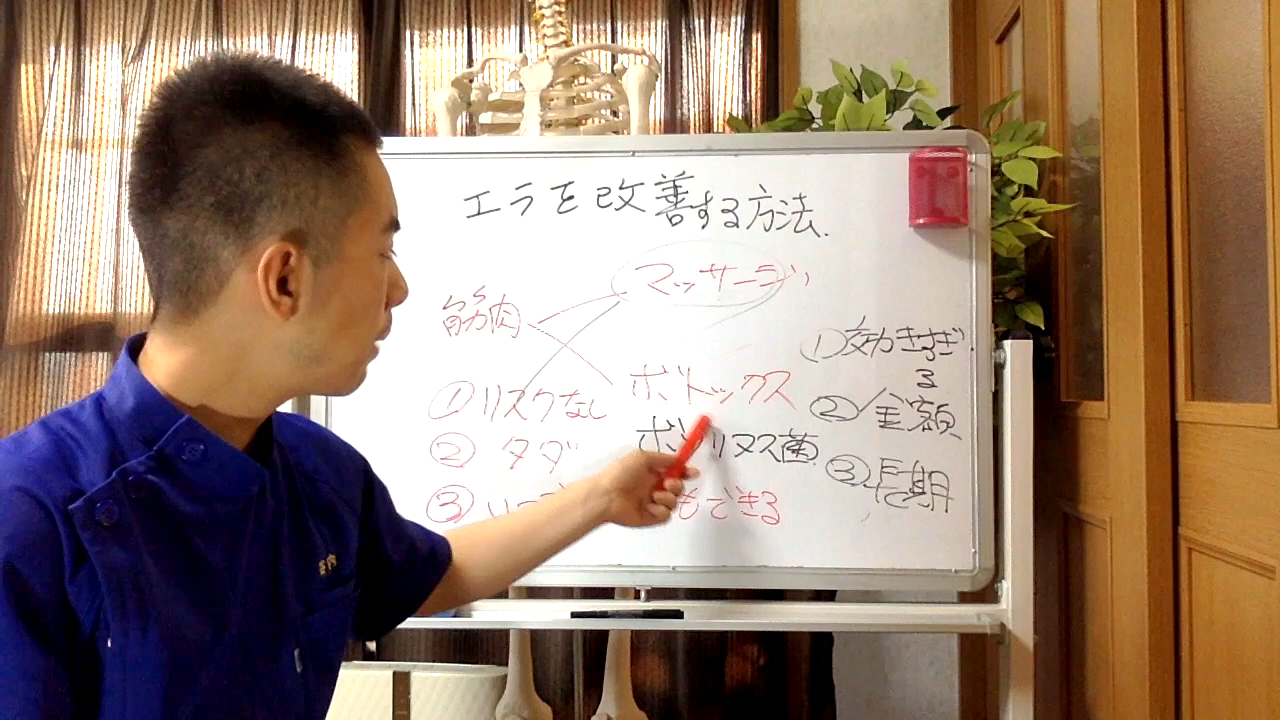 エラを改善する方法.
マッサージ
筋肉
①リスクなし
② タダ
③ いつ
もできる
ボトックス
ボツリヌス菌
①効きすぎ
る
②金額
③長期